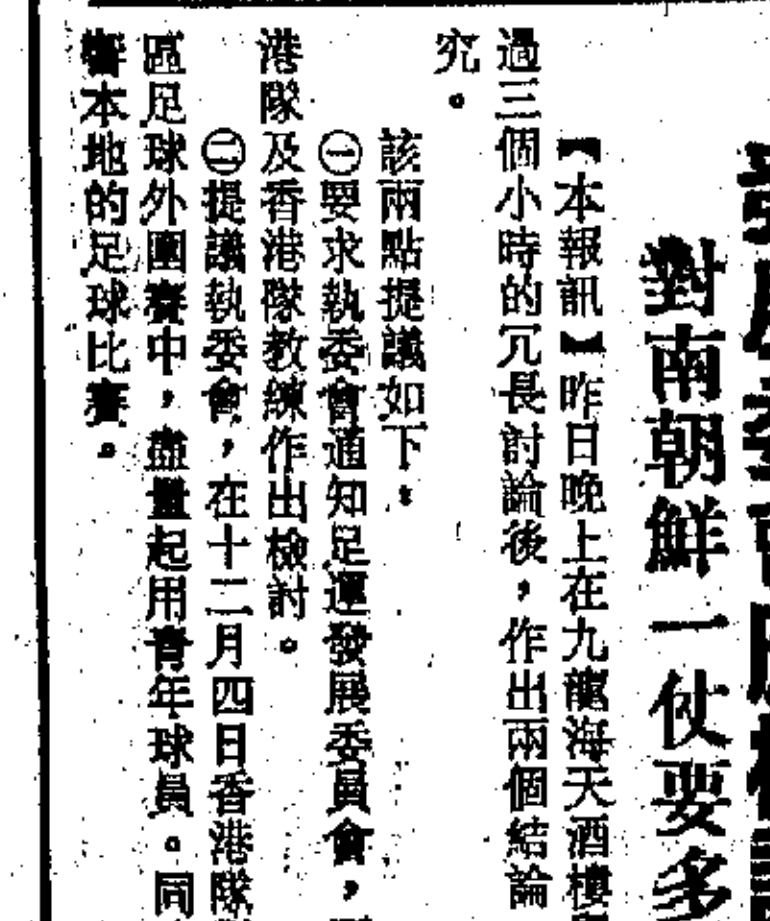 發展委會
對南朝鮮一仗要多
【本報訊】昨日晚上在九龍海天酒樓
過三個小時的冗長討論後，作出兩個結論
究。
該兩點提議如下：
㊀要求執委會通知足運發展委員會，
港隊及香港隊教練作出檢討。
㊁提議執委會，在十二月四日香港隊
區足球外圍賽中，盡量起用青年球員。同
響本地的足球比賽。